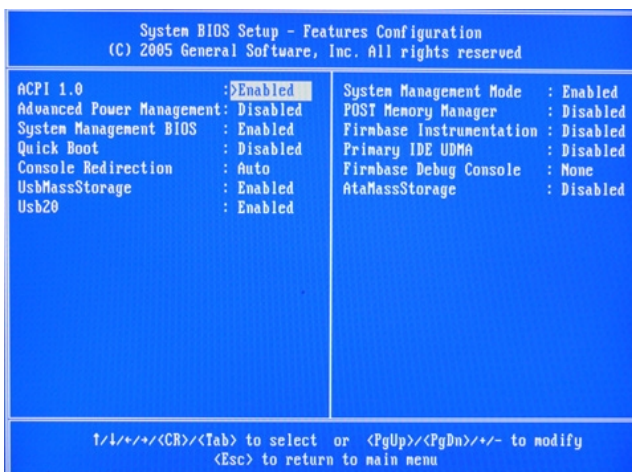 System BIOS Setup - Features Configuration
(C) 2005 General Software, Inc. All rights reserved
ACPI 1.0 :>Enabled
Advanced Power Management: Disabled
System Management BIOS : Enabled
Quick Boot : Disabled
Console Redirection : Auto
UsbMassStorage : Enabled
Usb20 : Enabled
System Management Mode : Enabled
POST Memory Manager : Disabled
Firmbase Instrumentation : Disabled
Primary IDE UDMA : Disabled
Firmbase Debug Console : None
AtaMassStorage : Disabled
↑/↓/←/→/<CR>/<Tab> to select or <PgUp>/<PgDn>/+/- to modify
<Esc> to return to main menu